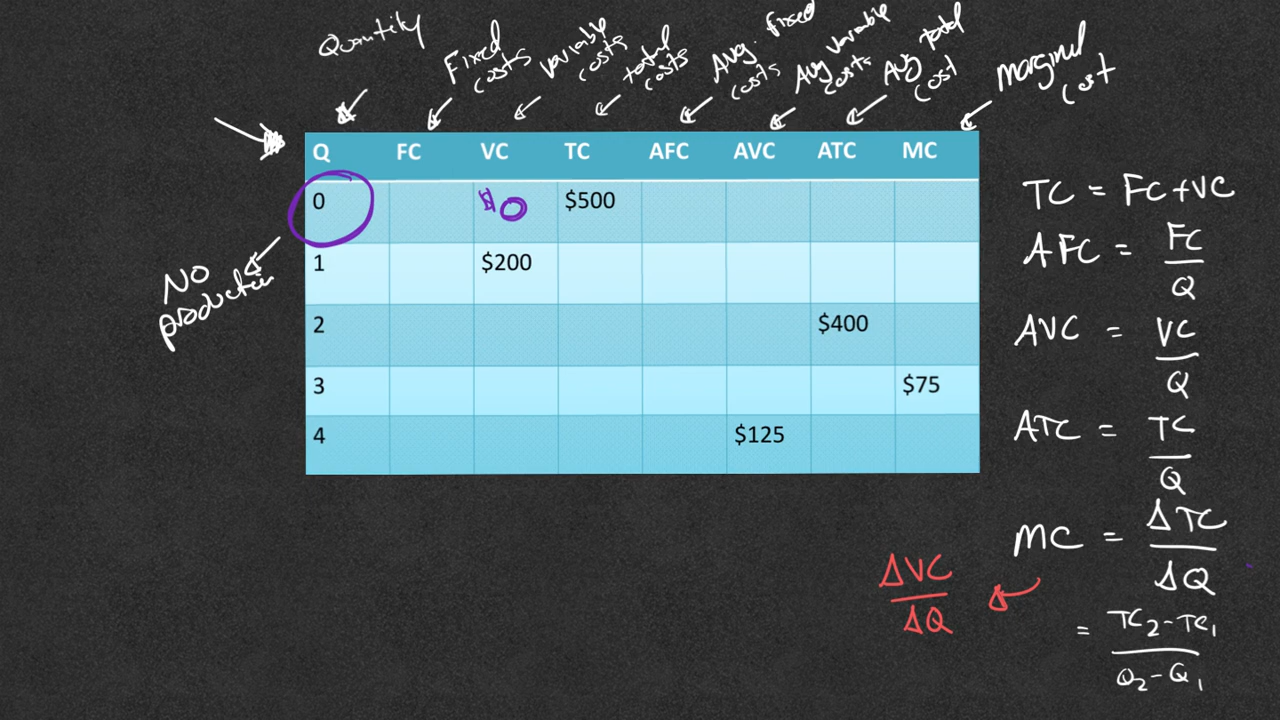 Quantity
Fixed costs
variable costs
total costs
Avg. fixed costs
Avg variable costs
Avg total cost
marginal cost
Q FC VC TC AFC AVC ATC MC
0 $0 $500
1 $200
2 $400
3 $75
4 $125
No production
TC = FC+VC
AFC = FC
Q
AVC = VC
Q
ATC = TC
Q
MC = ΔTC
ΔQ
ΔVC
ΔQ
= TC2-TC1
Q2-Q1